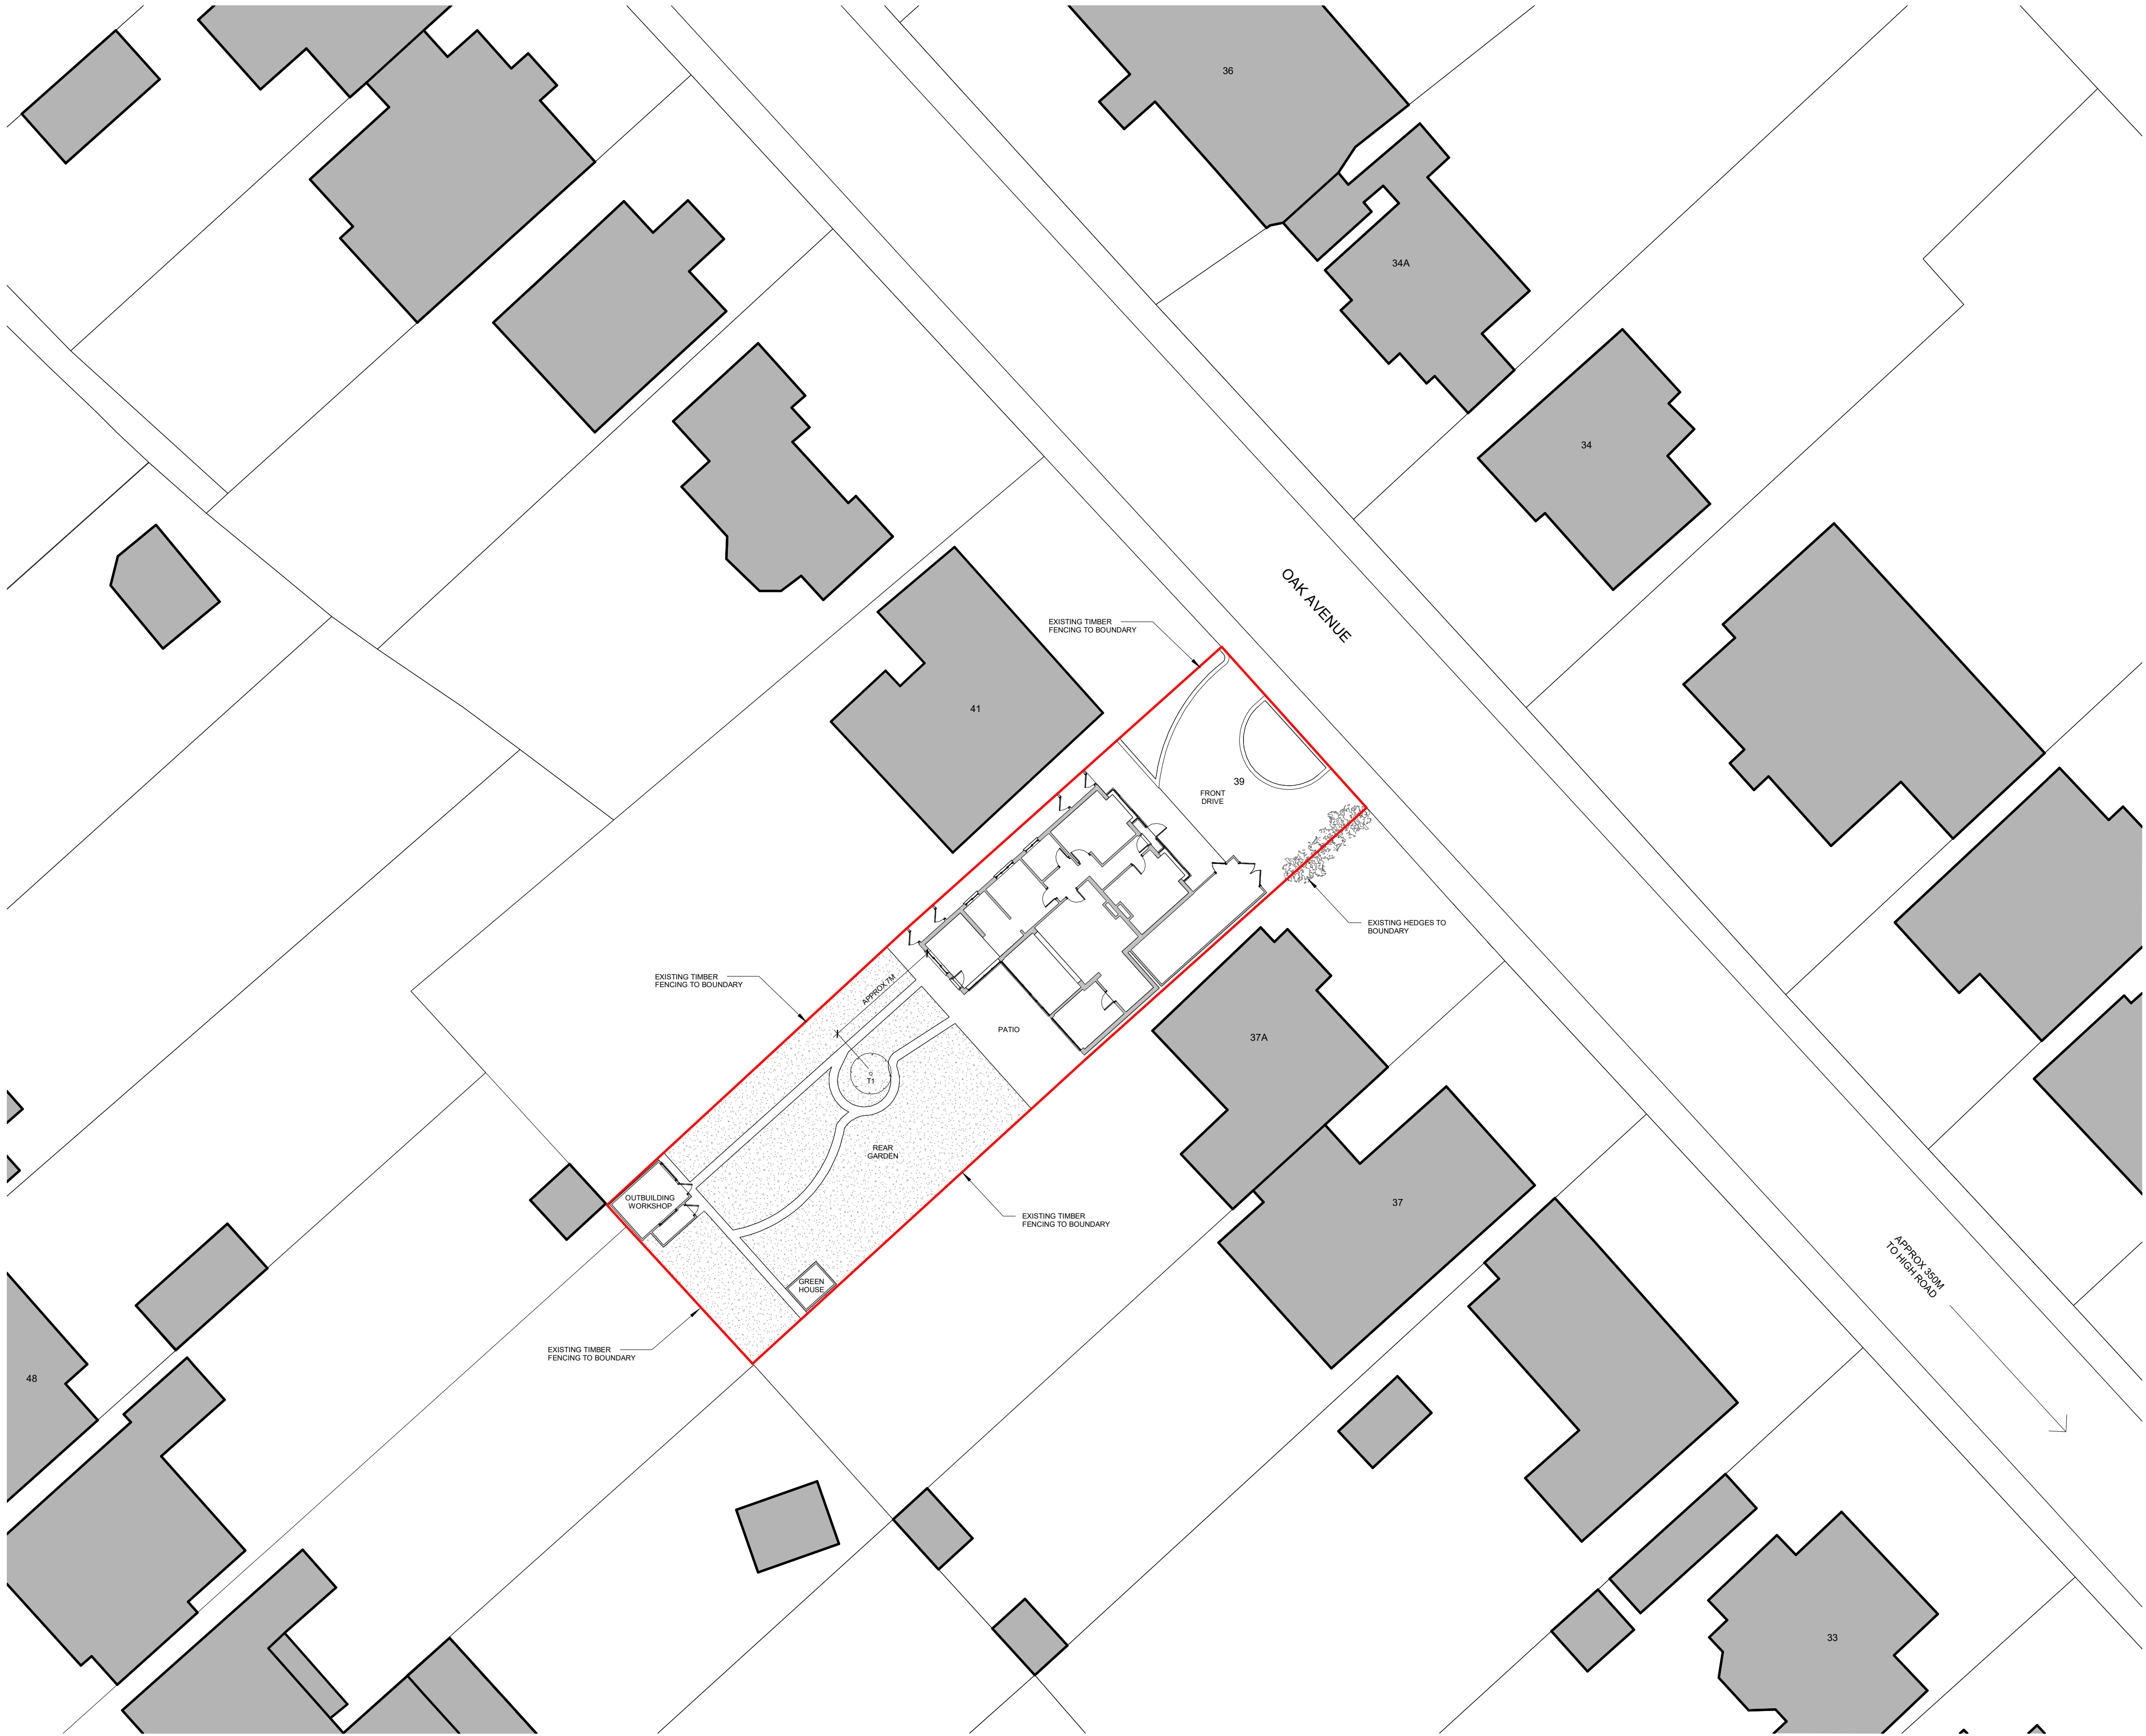 36
34A
34
OAK AVENUE
EXISTING TIMBER
FENCING TO BOUNDARY
41
39
FRONT
DRIVE
EXISTING HEDGES TO
BOUNDARY
EXISTING TIMBER
FENCING TO BOUNDARY
APPROX 7M
PATIO
37A
T1
REAR
GARDEN
OUTBUILDING
WORKSHOP
37
EXISTING TIMBER
FENCING TO BOUNDARY
GREEN
HOUSE
APPROX 350M
TO HIGH ROAD
EXISTING TIMBER
FENCING TO BOUNDARY
48
33